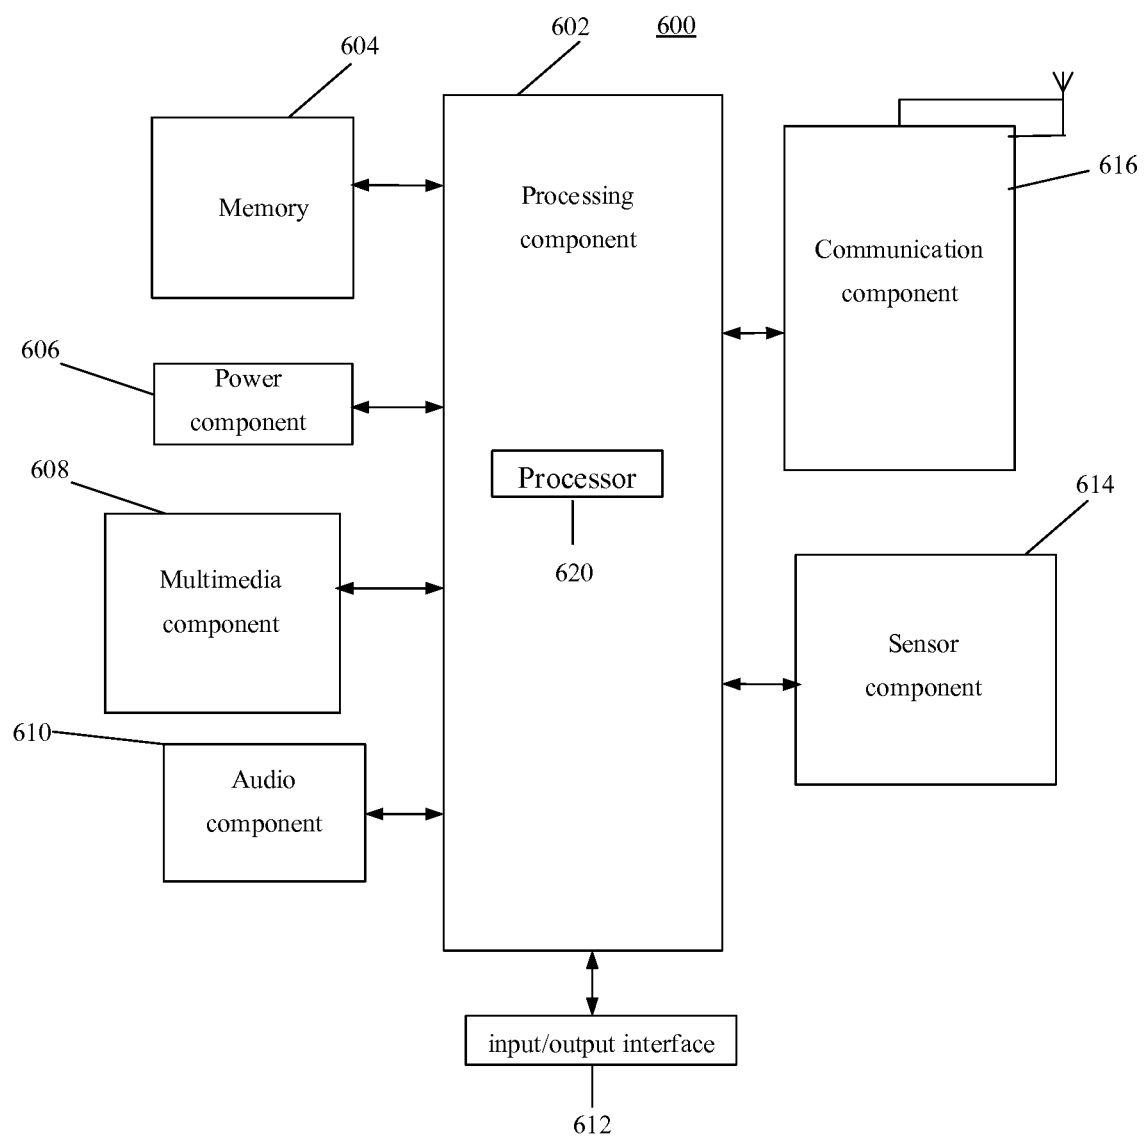 602
600
604
616
Memory
Processing
component
Communication
component
606
Power
component
608
Processor
614
620
Multimedia
component
Sensor
component
610
Audio
component
input/output interface
612